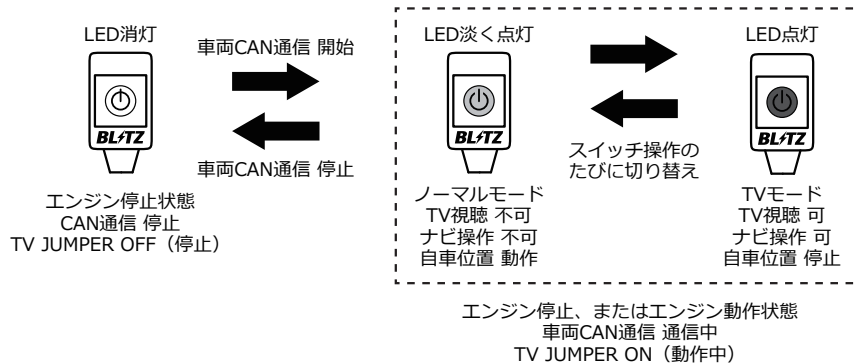 LED消灯
車両CAN通信 開始
BLITZ
車両CAN通信 停止
エンジン停止状態
CAN通信 停止
TV JUMPER OFF（停止）
LED淡く点灯
BLITZ
ノーマルモード
TV視聴 不可
ナビ操作 不可
自車位置 動作
スイッチ操作の
たびに切り替え
LED点灯
BLITZ
TVモード
TV視聴 可
ナビ操作 可
自車位置 停止
エンジン停止、またはエンジン動作状態
車両CAN通信 通信中
TV JUMPER ON（動作中）